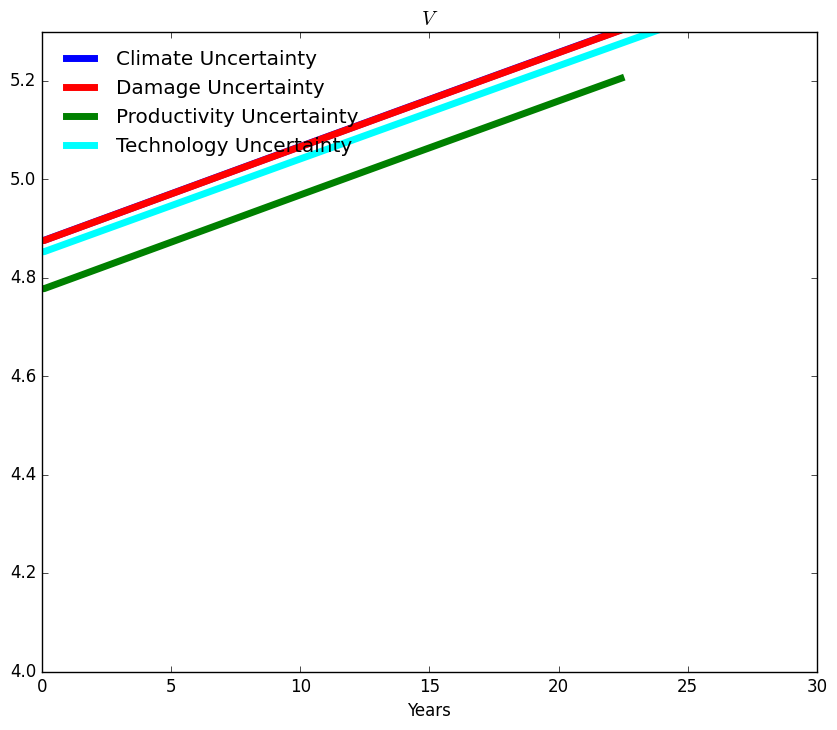 V
Climate Uncertainty
Damage Uncertainty
Productivity Uncertainty
Technology Uncertainty
5.2
5.0
4.8
4.6
4.4
4.2
4.0
0 5 10 15 20 25 30
Years